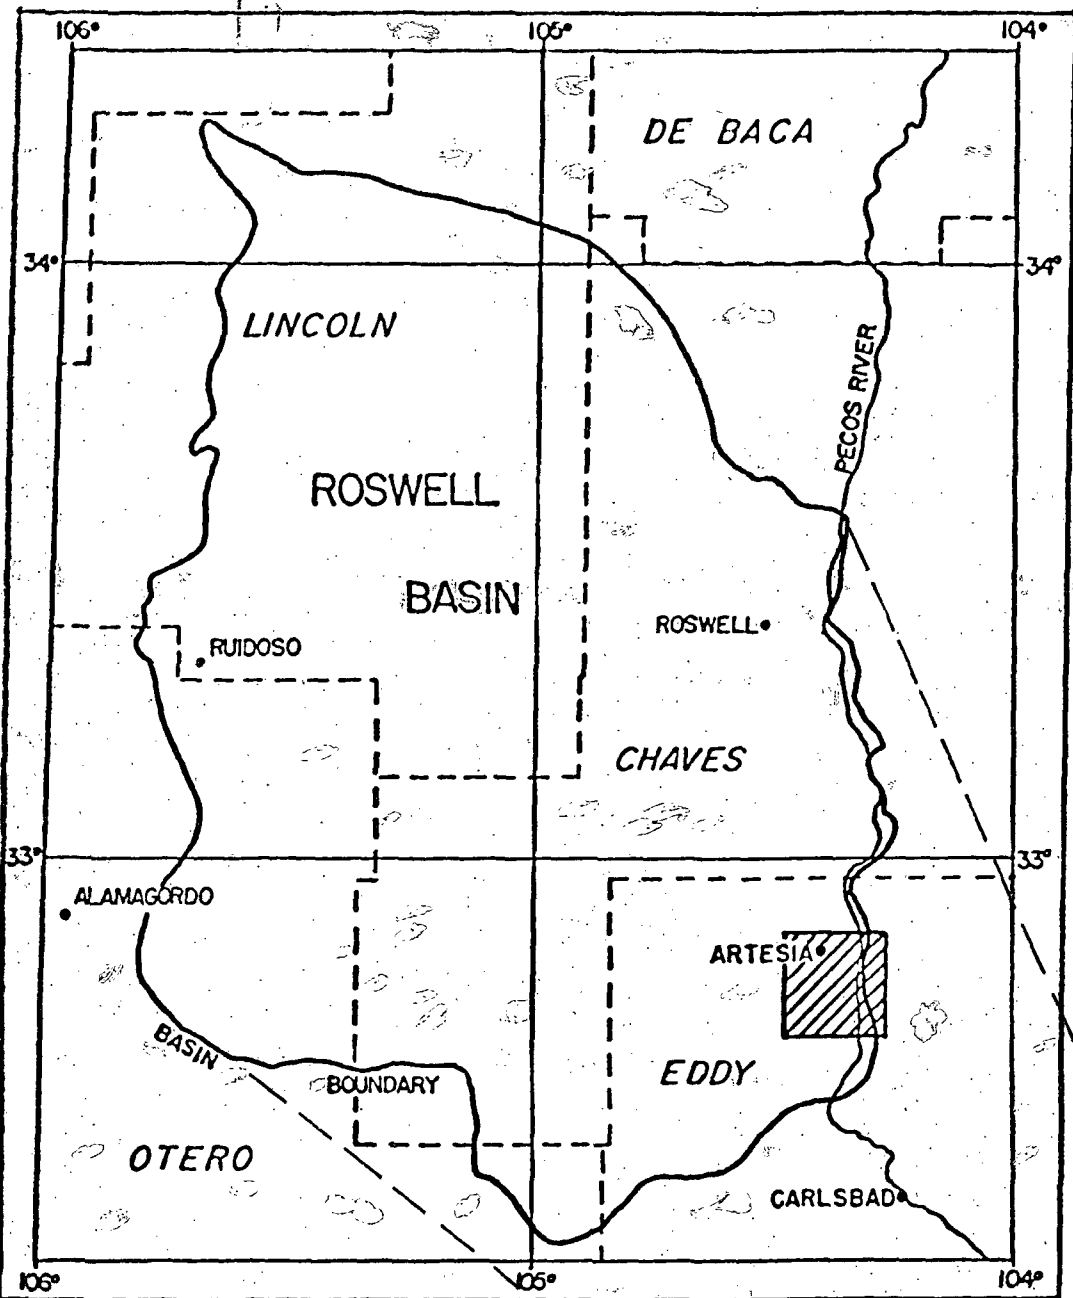 106° 105° 104°
DE BACA
34° 34°
LINCOLN
PECOS RIVER
ROSWELL
BASIN
ROSWELL
RUIDOSO
CHAVES
33° 33°
ALAMAGORDO
ARTESIA
BASIN
BOUNDARY
EDDY
OTERO
CARLSBAD
106° 105° 104°